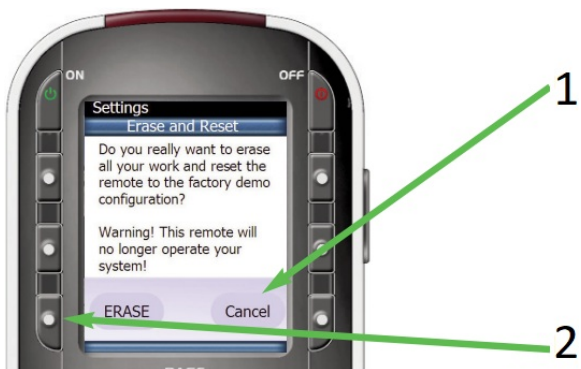 ON
OFF
1
Settings
Erase and Reset
Do you really want to erase
all your work and reset the
remote to the factory demo
configuration?
Warning! This remote will
no longer operate your
system!
ERASE
Cancel
2